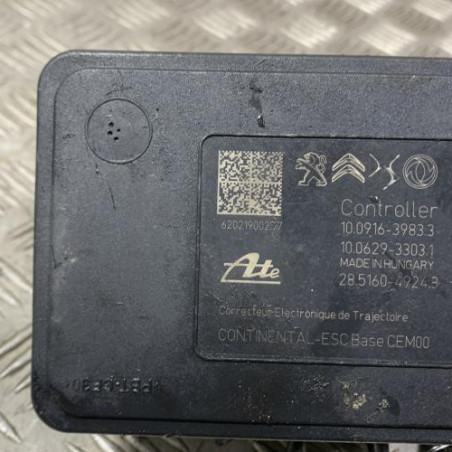 Controller
10.0916-3983.3
62021900257
10.0629-3303.1
MADE IN HUNGARY
Ate
28.5160-4924.3
Correcteur Electronique de Trajectoire
CONTINENTAL-ESC Base CEM00